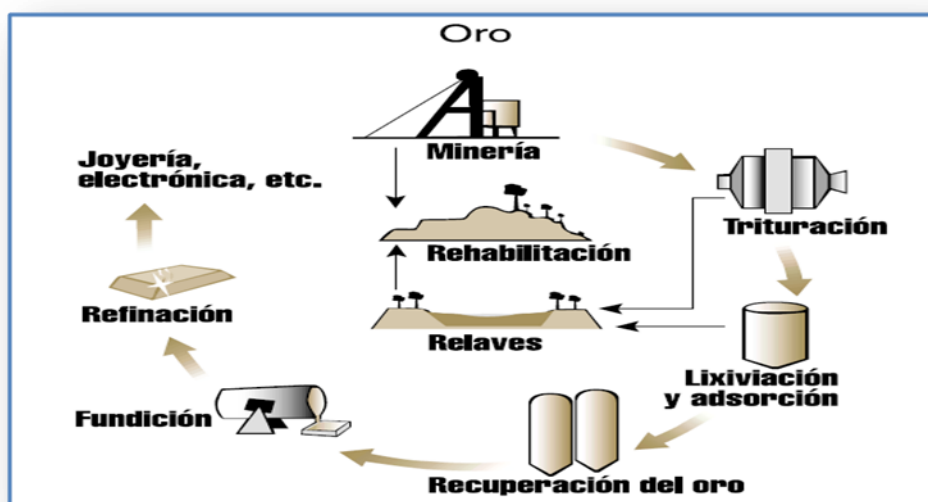 Oro
Minería
Joyería,
electrónica, etc.
Trituración
Rehabilitación
Refinación
Relaves
Lixiviación
y adsorción
Fundición
Recuperación del oro